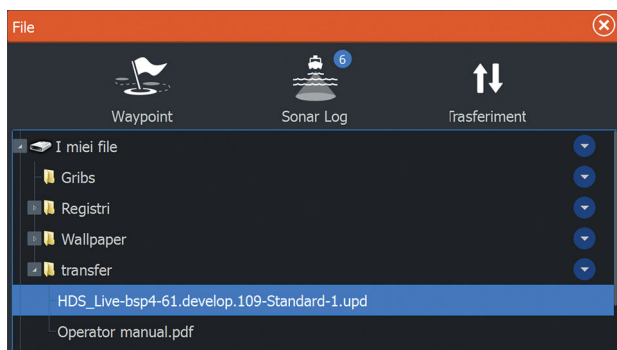 File
6
Waypoint Sonar Log Trasferiment
I miei file
Gribs
Registri
Wallpaper
transfer
HDS_Live-bsp4-61.develop.109-Standard-1.upd
Operator manual.pdf